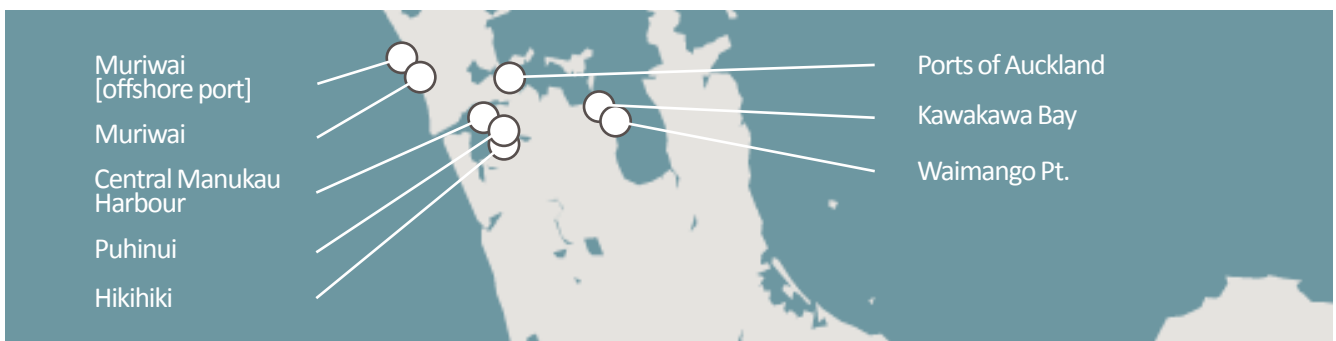 Muriwai
[offshore port]
Muriwai
Central Manukau
Harbour
Puhinui
Hikihiki
Ports of Auckland
Kawakawa Bay
Waimango Pt.